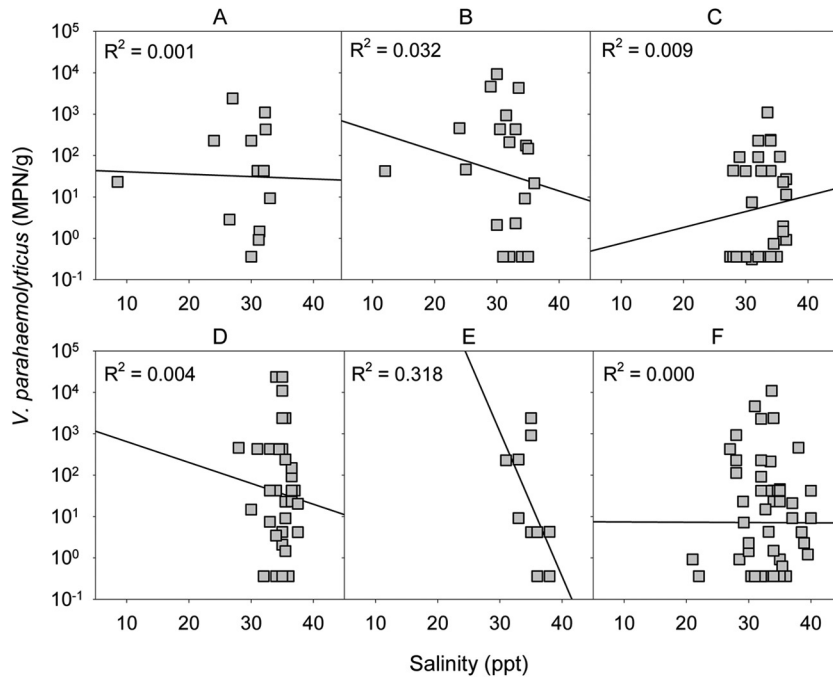 A B C
10⁵ R² = 0.001 R² = 0.032 R² = 0.009
10⁴
10³
10²
10¹
10⁰
10⁻¹
10 20 30 40 10 20 30 40 10 20 30 40
V. parahaemolyticus (MPN/g)
D E F
10⁵ R² = 0.004 R² = 0.318 R² = 0.000
10⁴
10³
10²
10¹
10⁰
10⁻¹
10 20 30 40 10 20 30 40 10 20 30 40
Salinity (ppt)